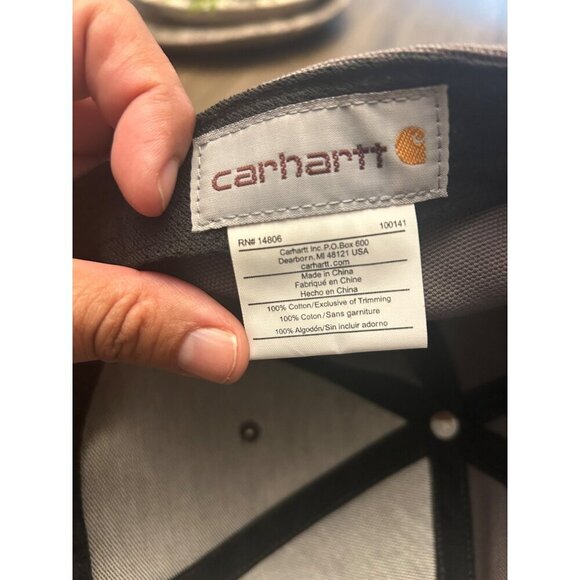 carhartt
RN# 14806 100141
Carhartt Inc. P.O.Box 600
Dearborn, MI 48121 USA
carhartt.com
Made in China
Fabriqué en Chine
Hecho en China
100% Cotton/Exclusive of Trimming
100% Coton/Sans garniture
100% Algodón/Sin incluir adorno